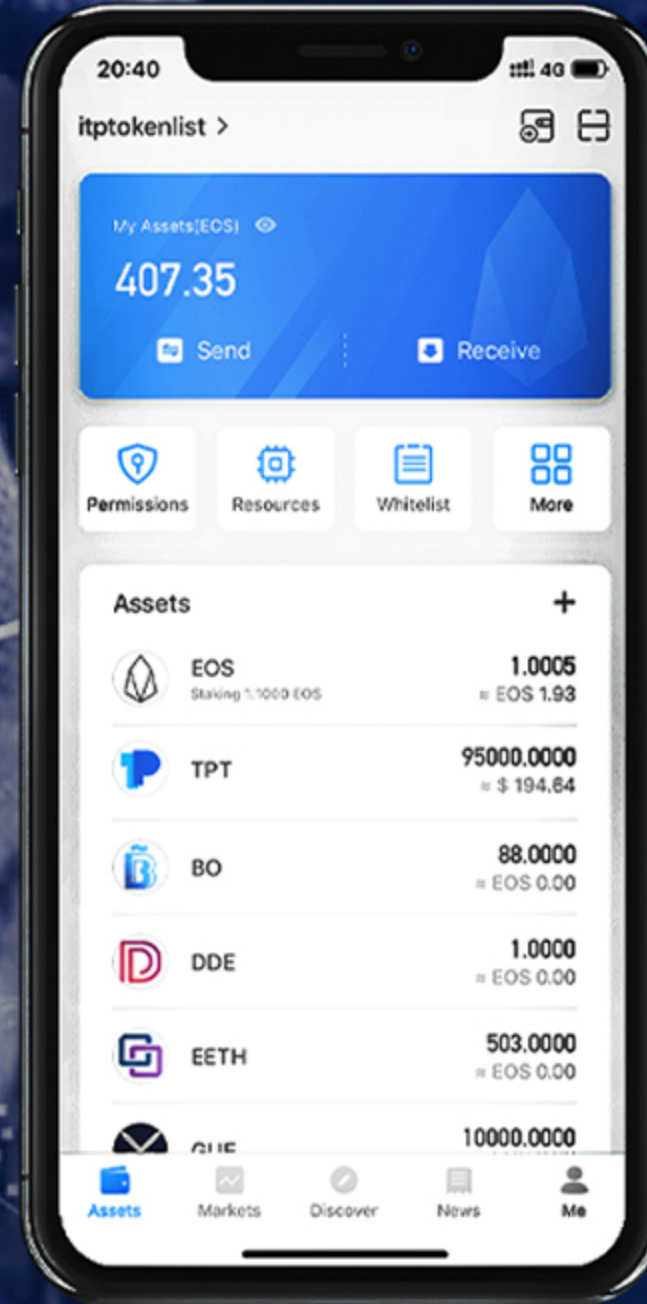 20:40
4G
itptokenlist >
My Assets(EOS)
407.35
Send
Receive
Permissions
Resources
Whitelist
More
Assets +
EOS
1.0005
Staking 1.1000 EOS
≈ EOS 1.93
TPT
95000.0000
≈ $ 194.64
BO
88.0000
≈ EOS 0.00
DDE
1.0000
≈ EOS 0.00
EETH
503.0000
≈ EOS 0.00
10000.0000
Assets
Markets
Discover
News
Me